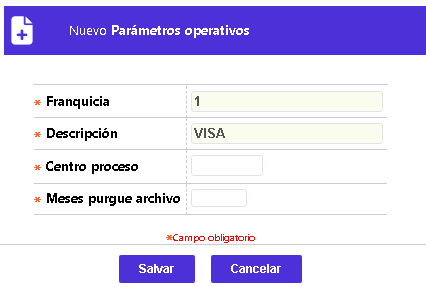 Nuevo Parámetros operativos
* Franquicia 1
* Descripción VISA
* Centro proceso
* Meses purgue archivo
*Campo obligatorio
Salvar Cancelar